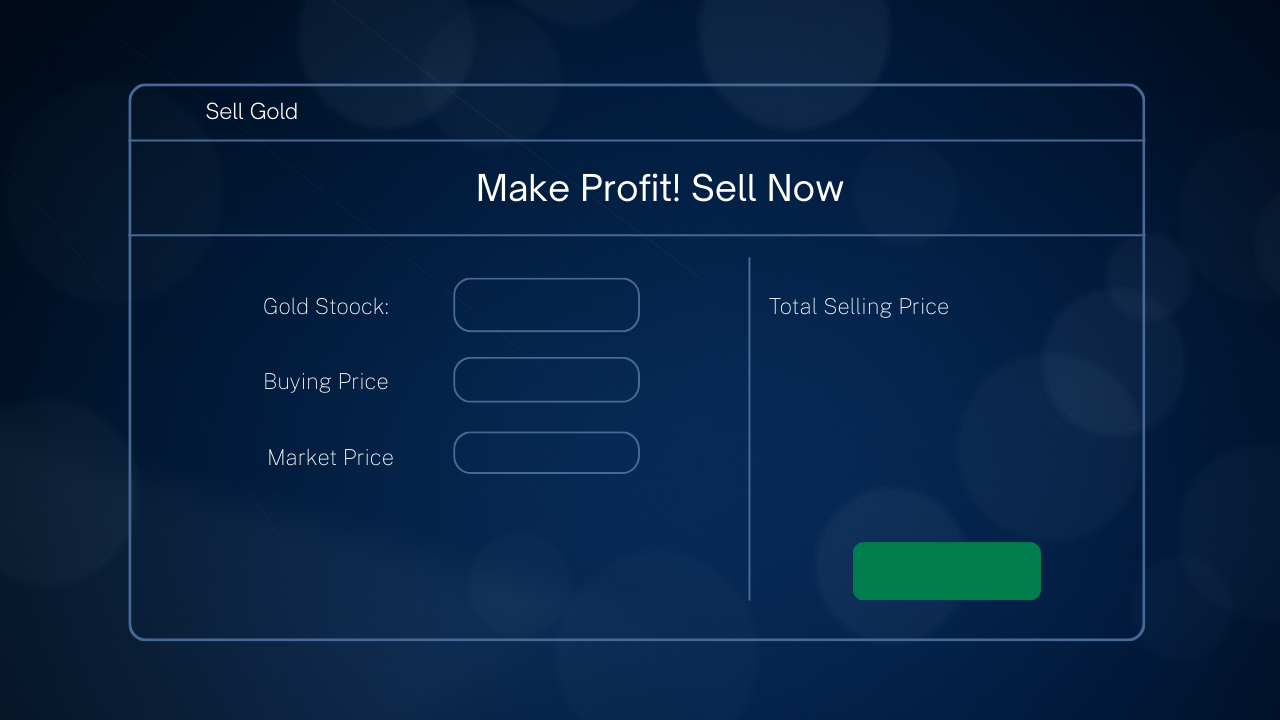 Sell Gold
Make Profit! Sell Now
Gold Stoock:
Total Selling Price
Buying Price
Market Price